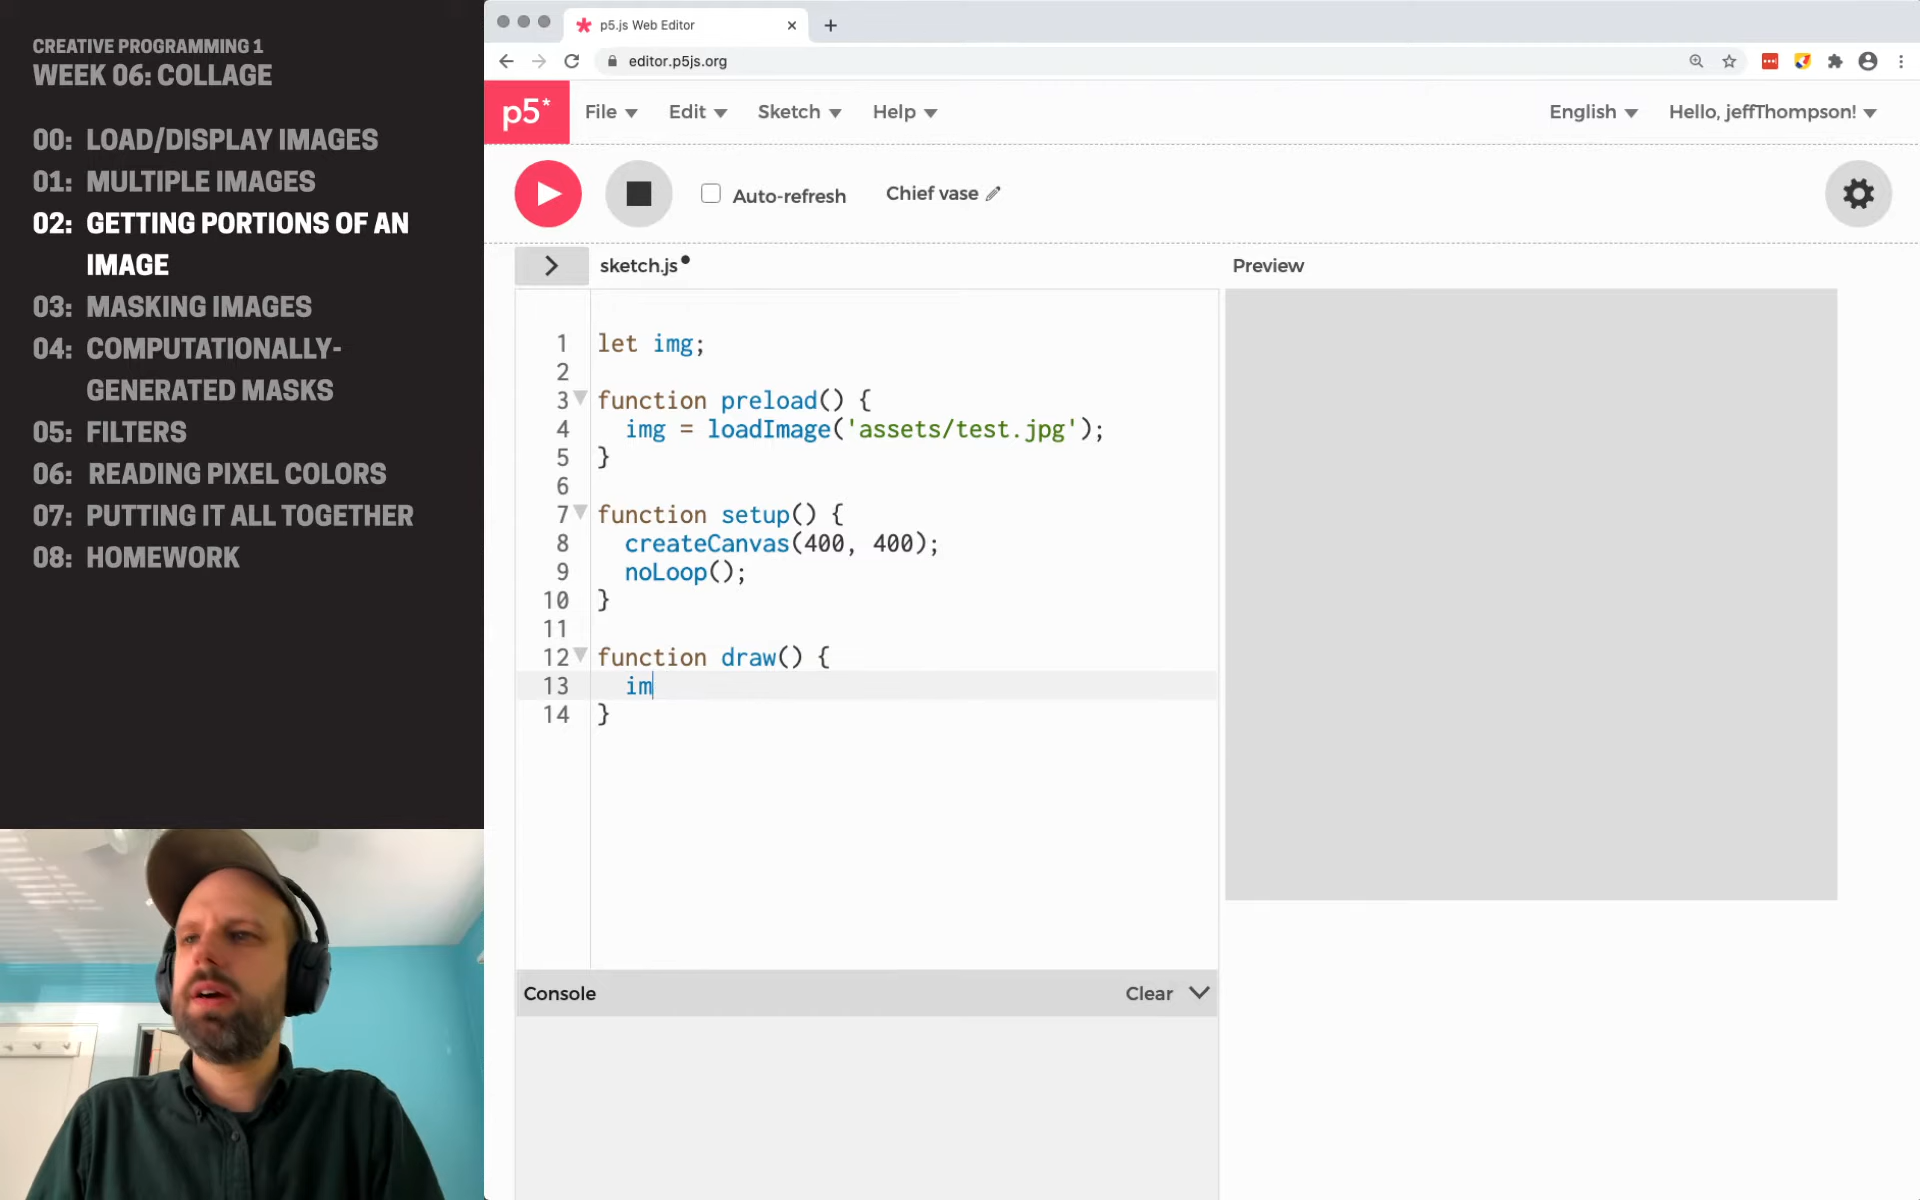 CREATIVE PROGRAMMING 1
WEEK 06: COLLAGE
00: LOAD/DISPLAY IMAGES
01: MULTIPLE IMAGES
02: GETTING PORTIONS OF AN
IMAGE
03: MASKING IMAGES
04: COMPUTATIONALLY-
GENERATED MASKS
05: FILTERS
06: READING PIXEL COLORS
07: PUTTING IT ALL TOGETHER
08: HOMEWORK
p5.js Web Editor
editor.p5js.org
p5* File Edit Sketch Help English Hello, jeffThompson!
Auto-refresh Chief vase
sketch.js Preview
1 let img;
2
3 function preload() {
4 img = loadImage('assets/test.jpg');
5 }
6
7 function setup() {
8 createCanvas(400, 400);
9 noLoop();
10 }
11
12 function draw() {
13 im
14 }
Console Clear